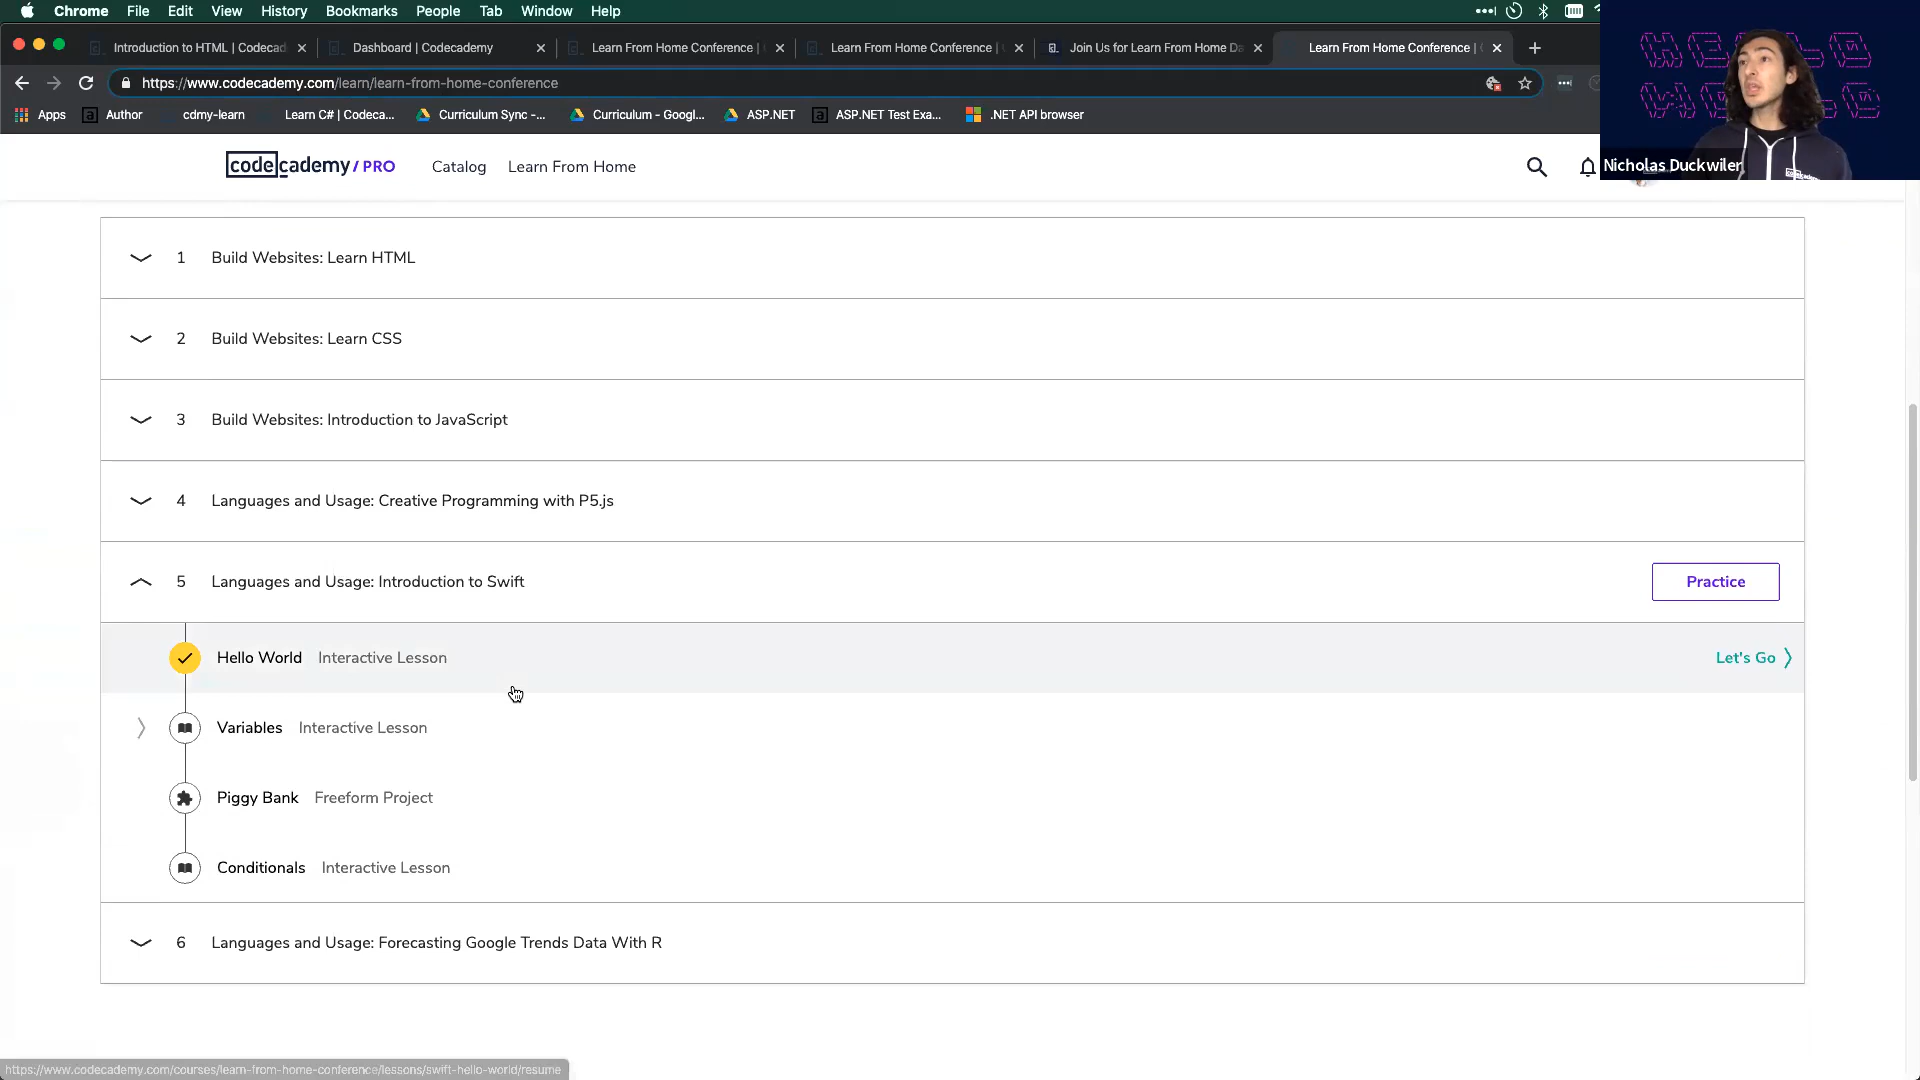 Chrome File Edit View History Bookmarks People Tab Window Help
Introduction to HTML | Codecad
Dashboard | Codecademy
Learn From Home Conference |
Learn From Home Conference |
Join Us for Learn From Home Da
Learn From Home Conference |
https://www.codecademy.com/learn/learn-from-home-conference
Apps
Author
cdmy-learn
Learn C# | Codeca...
Curriculum Sync -...
Curriculum - Googl...
ASP.NET
ASP.NET Test Exa...
.NET API browser
codecademy / PRO
Catalog
Learn From Home
Nicholas Duckwiler
1 Build Websites: Learn HTML
2 Build Websites: Learn CSS
3 Build Websites: Introduction to JavaScript
4 Languages and Usage: Creative Programming with P5.js
5 Languages and Usage: Introduction to Swift
Practice
Hello World Interactive Lesson
Let's Go
Variables Interactive Lesson
Piggy Bank Freeform Project
Conditionals Interactive Lesson
6 Languages and Usage: Forecasting Google Trends Data With R
https://www.codecademy.com/courses/learn-from-home-conference/lessons/swift-hello-world/resume